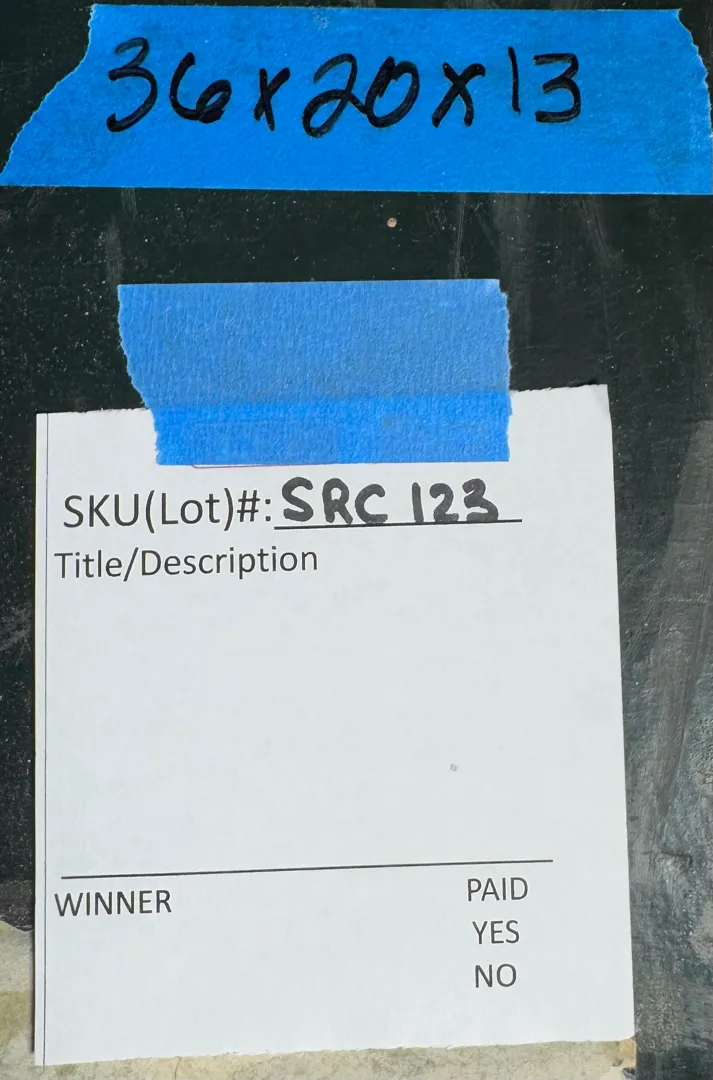 36x20x13
SKU(Lot)#: SRC 123
Title/Description
WINNER PAID
YES
NO